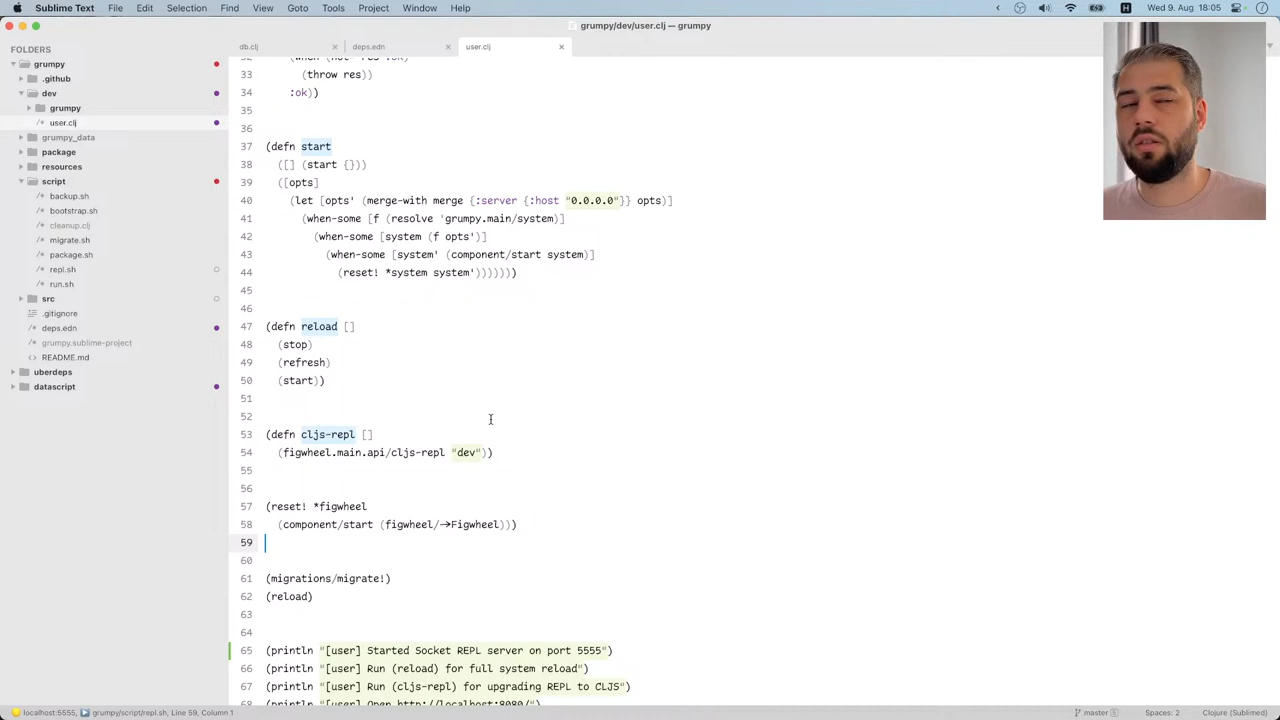 Sublime Text File Edit Selection Find View Goto Tools Project Window Help
Wed 9. Aug 18:05
grumpy/dev/user.clj — grumpy
FOLDERS
grumpy
.github
dev
grumpy
user.clj
grumpy_data
package
resources
script
backup.sh
bootstrap.sh
cleanup.clj
migrate.sh
package.sh
repl.sh
run.sh
src
.gitignore
deps.edn
grumpy.sublime-project
README.md
uberdeps
datascript
db.clj deps.edn user.clj
33 (throw res))
34 :ok))
35
36
37 (defn start
38 ([] (start {}))
39 ([opts]
40 (let [opts' (merge-with merge {:server {:host "0.0.0.0"}} opts)]
41 (when-some [f (resolve 'grumpy.main/system)]
42 (when-some [system (f opts')]
43 (when-some [system' (component/start system)]
44 (reset! *system system'))))))
45
46
47 (defn reload []
48 (stop)
49 (refresh)
50 (start))
51
52
53 (defn cljs-repl []
54 (figwheel.main.api/cljs-repl "dev"))
55
56
57 (reset! *figwheel
58 (component/start (figwheel/->Figwheel)))
59
60
61 (migrations/migrate!)
62 (reload)
63
64
65 (println "[user] Started Socket REPL server on port 5555")
66 (println "[user] Run (reload) for full system reload")
67 (println "[user] Run (cljs-repl) for upgrading REPL to CLJS")
68 (println "[user] Open http://localhost:8080/")
localhost:5555, grumpy/script/repl.sh, Line 59, Column 1
master 5 Spaces: 2 Clojure (Sublimed)